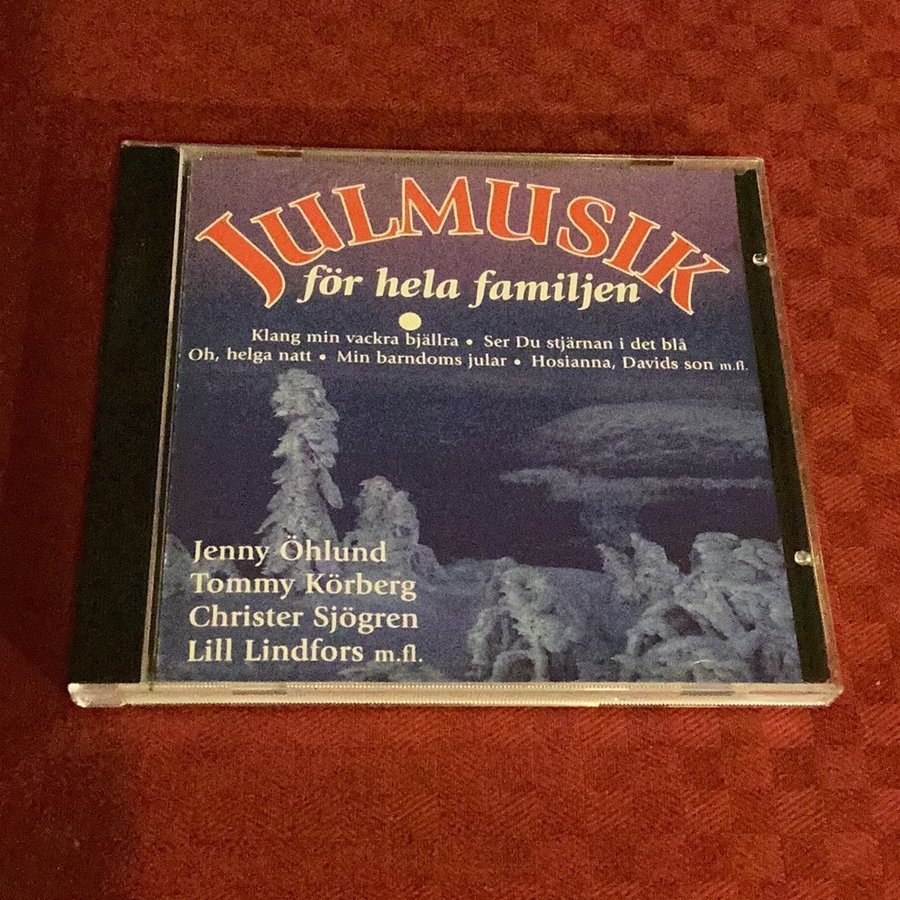 JULMUSIK
för hela familjen
Klang min vackra bjällra • Ser Du stjärnan i det blå
Oh, helga natt • Min barndoms jular • Hosianna, Davids son m.fl.
Jenny Öhlund
Tommy Körberg
Christer Sjögren
Lill Lindfors m.fl.